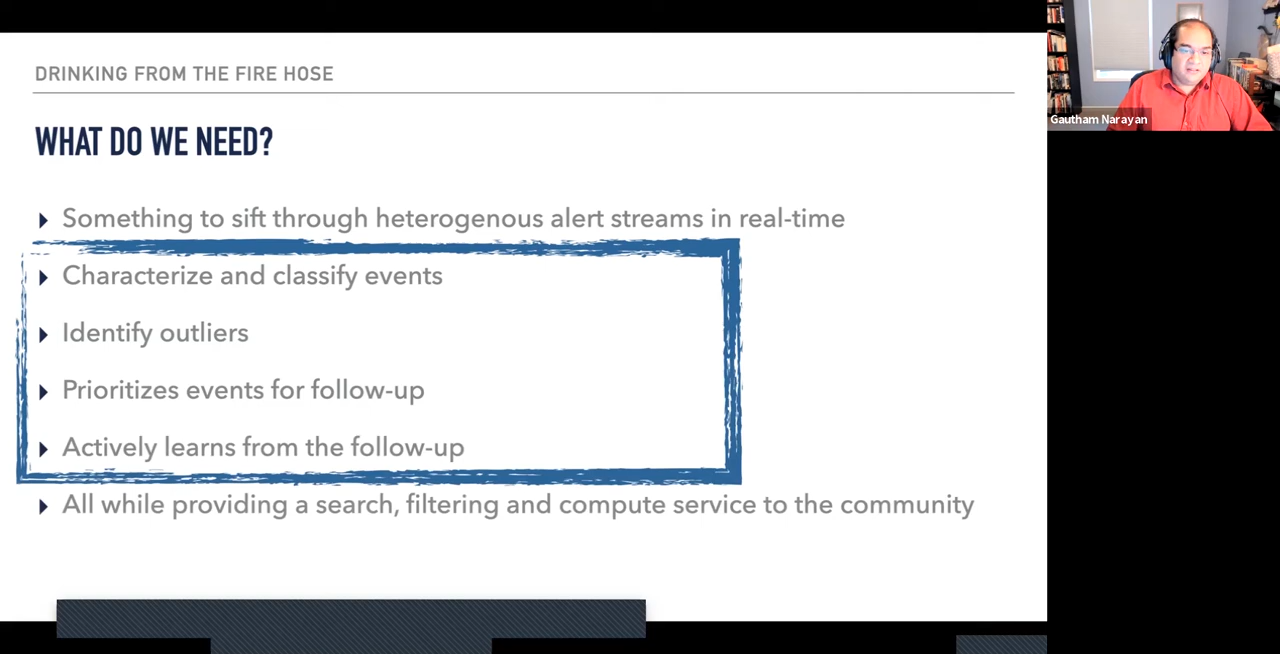 DRINKING FROM THE FIRE HOSE
WHAT DO WE NEED?
Something to sift through heterogenous alert streams in real-time
Characterize and classify events
Identify outliers
Prioritizes events for follow-up
Actively learns from the follow-up
All while providing a search, filtering and compute service to the community
Gautham Narayan